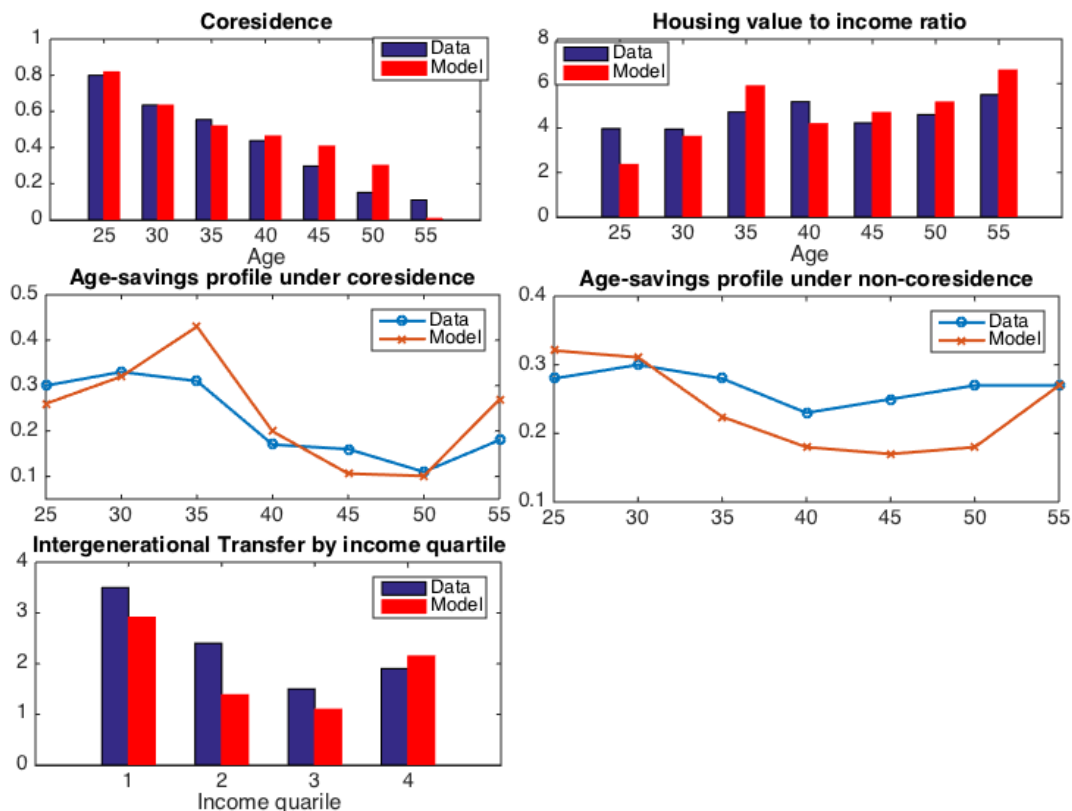 Coresidence
1
0.8
0.6
0.4
0.2
0
Data
Model
25 30 35 40 45 50 55
Age
Housing value to income ratio
8
6
4
2
0
Data
Model
25 30 35 40 45 50 55
Age
Age-savings profile under coresidence
0.5
0.4
0.3
0.2
0.1
Data
Model
25 30 35 40 45 50 55
Age-savings profile under non-coresidence
0.4
0.3
0.2
0.1
Data
Model
25 30 35 40 45 50 55
Intergenerational Transfer by income quartile
4
3
2
1
0
Data
Model
1 2 3 4
Income quarile